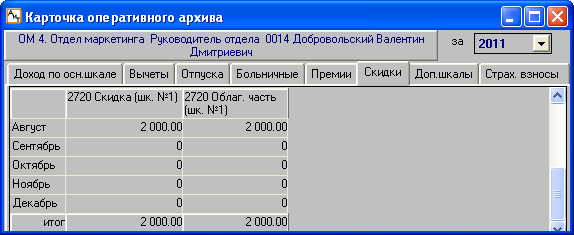 Карточка оперативного архива
ОМ 4. Отдел маркетинга Руководитель отдела 0014 Добровольский Валентин
Дмитриевич
за 2011
Доход по осн.шкале Вычеты Отпуска Больничные Премии Скидки Доп.шкалы Страх. взносы
2720 Скидка (шк. №1) 2720 Облаг. часть
(шк. №1)
Август 2 000.00 2 000.00
Сентябрь 0 0
Октябрь 0 0
Ноябрь 0 0
Декабрь 0 0
итог 2 000.00 2 000.00